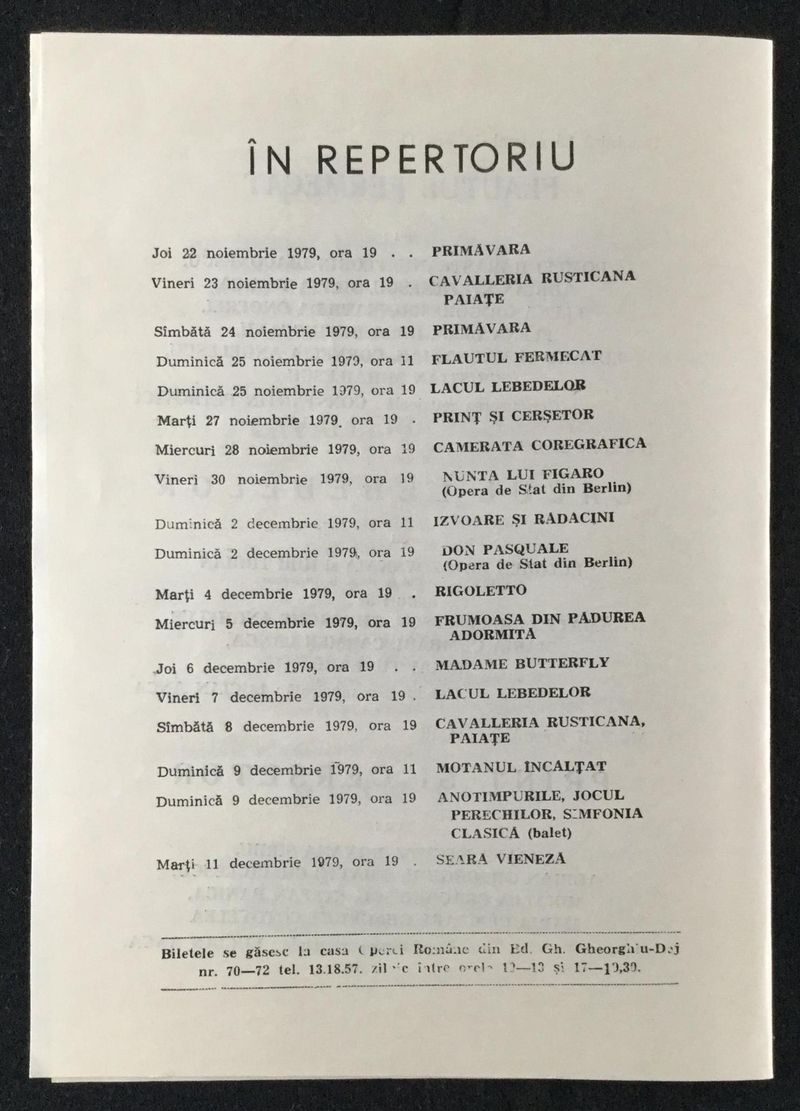 ÎN REPERTORIU
Joi 22 noiembrie 1979, ora 19 . . PRIMĂVARA
Vineri 23 noiembrie 1979, ora 19 . CAVALLERIA RUSTICANA
PAIAȚE
Sîmbătă 24 noiembrie 1979, ora 19 PRIMĂVARA
Duminică 25 noiembrie 1979, ora 11 FLAUTUL FERMECAT
Duminică 25 noiembrie 1979, ora 19 LACUL LEBEDELOR
Marți 27 noiembrie 1979, ora 19 . PRINȚ ȘI CERȘETOR
Miercuri 28 noiembrie 1979, ora 19 CAMERATA COREGRAFICA
Vineri 30 noiembrie 1979, ora 19 NUNTA LUI FIGARO
(Opera de Stat din Berlin)
Duminică 2 decembrie 1979, ora 11 IZVOARE ȘI RĂDĂCINI
Duminică 2 decembrie 1979, ora 19 DON PASQUALE
(Opera de Stat din Berlin)
Marți 4 decembrie 1979, ora 19 . RIGOLETTO
Miercuri 5 decembrie 1979, ora 19 FRUMOASA DIN PĂDUREA
ADORMITĂ
Joi 6 decembrie 1979, ora 19 . . MADAME BUTTERFLY
Vineri 7 decembrie 1979, ora 19 . LACUL LEBEDELOR
Sîmbătă 8 decembrie 1979, ora 19 CAVALLERIA RUSTICANA,
PAIAȚE
Duminică 9 decembrie 1979, ora 11 MOTANUL ÎNCĂLȚAT
Duminică 9 decembrie 1979, ora 19 ANOTIMPURILE, JOCUL
PERECHILOR, SIMFONIA
CLASICĂ (balet)
Marți 11 decembrie 1979, ora 19 . SEARĂ VIENEZĂ
Biletele se găsesc la casa Operei Române din Bd. Gh. Gheorghiu-Dej
nr. 70—72 tel. 13.18.57. zilnic între orele și